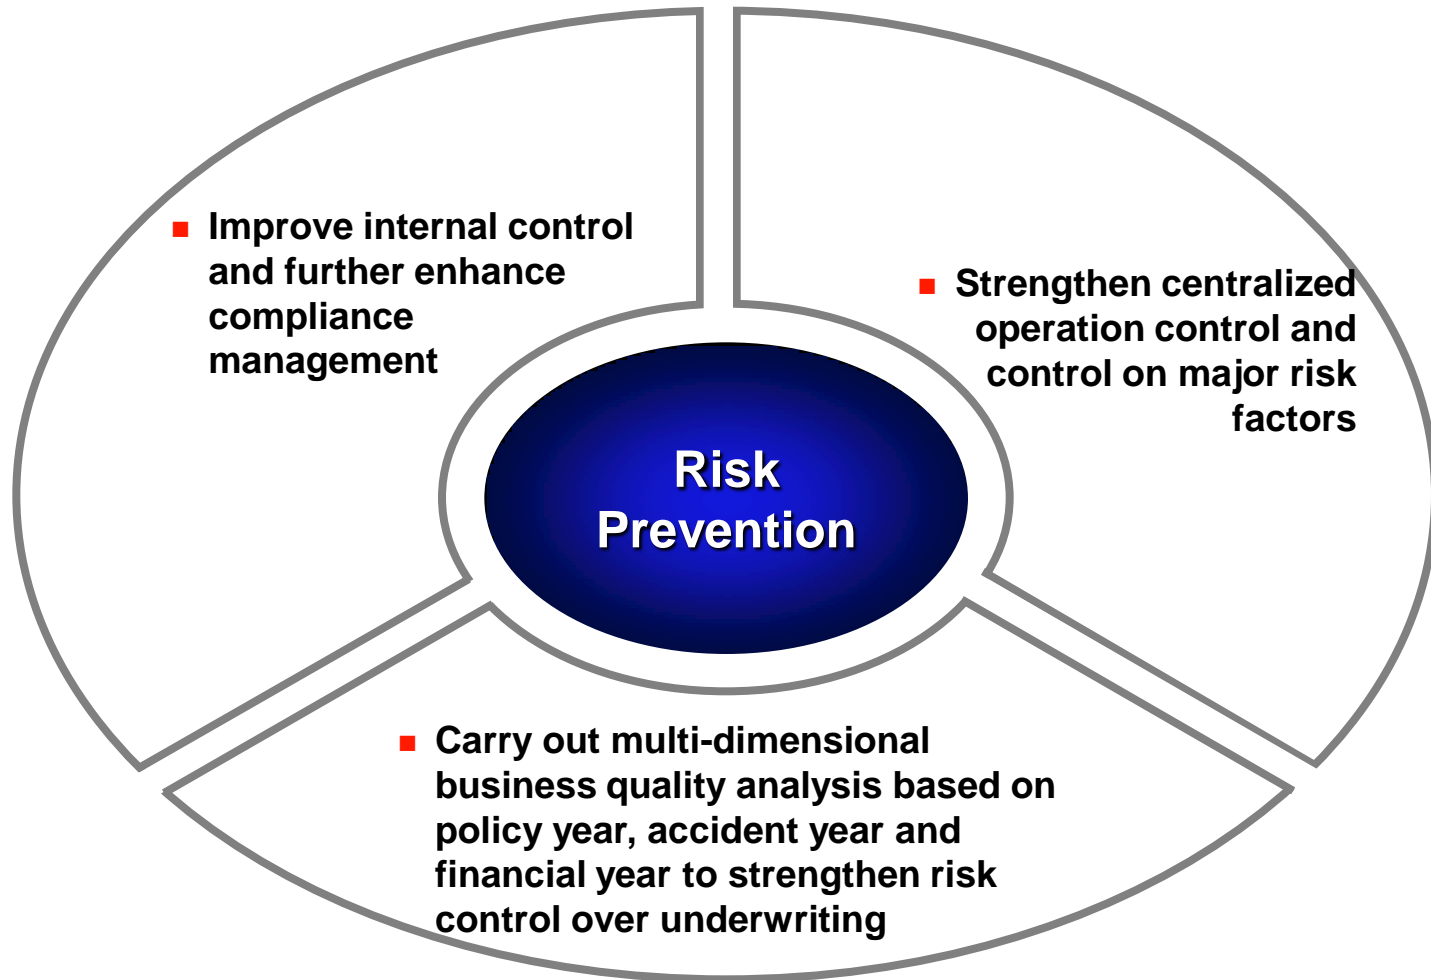 Improve internal control
and further enhance
compliance
management
Strengthen centralized
operation control and
control on major risk
factors
Risk
Prevention
Carry out multi-dimensional
business quality analysis based on
policy year, accident year and
financial year to strengthen risk
control over underwriting